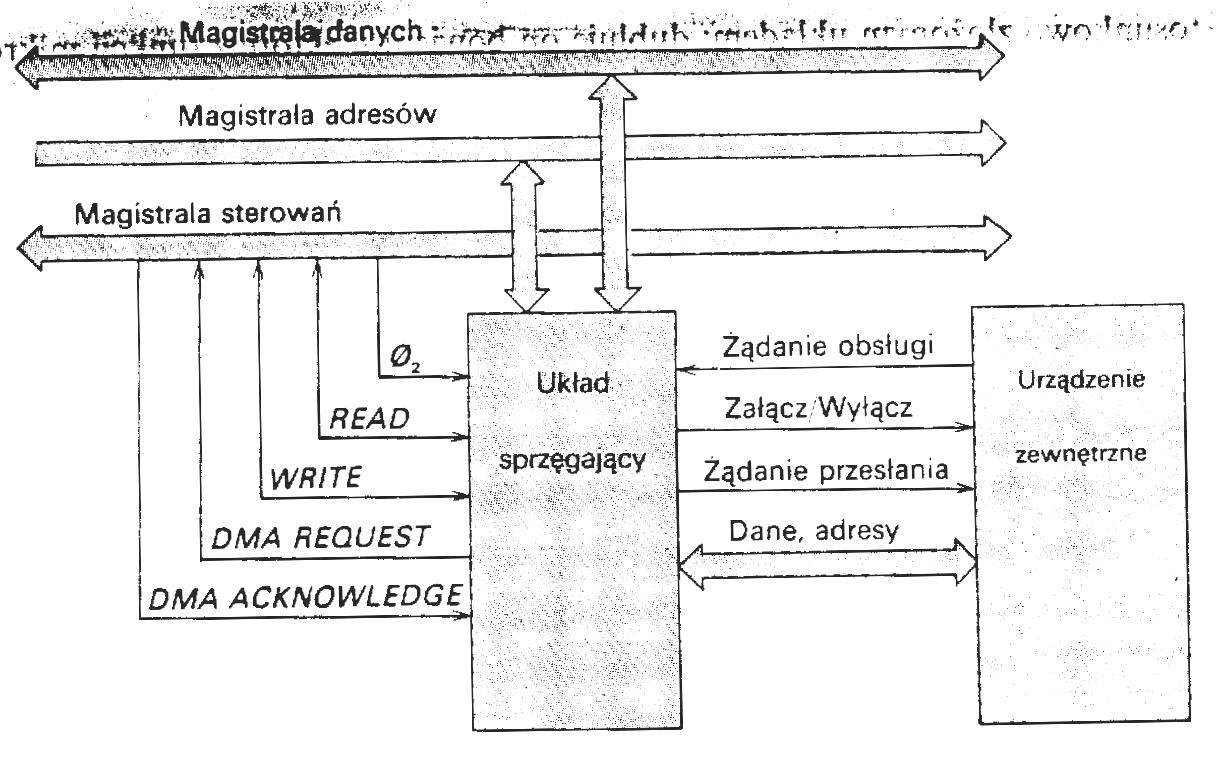 Magistrala danych
Magistrala adresów
Magistrala sterowań
Ø₂
READ
WRITE
DMA REQUEST
DMA ACKNOWLEDGE
Układ
sprzęgający
Żądanie obsługi
Załącz/Wyłącz
Żądanie przesłania
Dane, adresy
Urządzenie
zewnętrzne